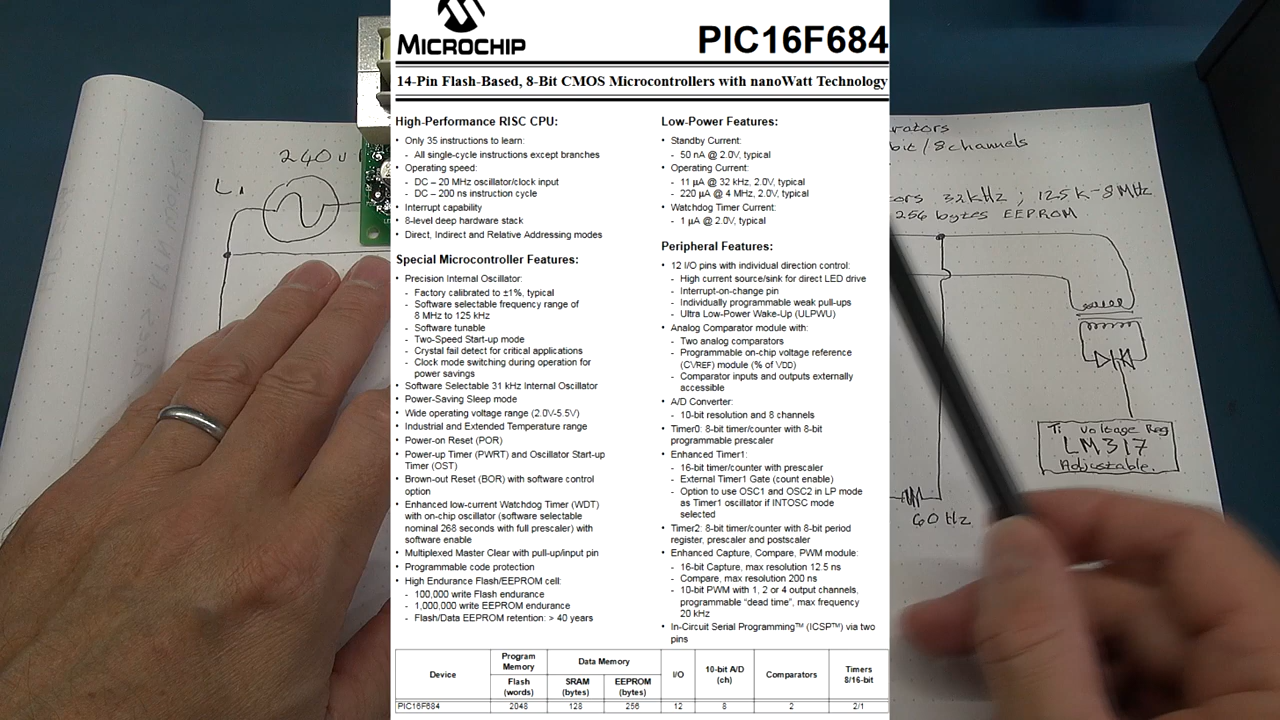 MICROCHIP
PIC16F684
14-Pin Flash-Based, 8-Bit CMOS Microcontrollers with nanoWatt Technology
High-Performance RISC CPU:
• Only 35 instructions to learn:
- All single-cycle instructions except branches
• Operating speed:
- DC – 20 MHz oscillator/clock input
- DC – 200 ns instruction cycle
• Interrupt capability
• 8-level deep hardware stack
• Direct, Indirect and Relative Addressing modes
Special Microcontroller Features:
• Precision Internal Oscillator:
- Factory calibrated to ±1%, typical
- Software selectable frequency range of
8 MHz to 125 kHz
- Software tunable
- Two-Speed Start-up mode
- Crystal fail detect for critical applications
- Clock mode switching during operation for
power savings
• Software Selectable 31 kHz Internal Oscillator
• Power-Saving Sleep mode
• Wide operating voltage range (2.0V-5.5V)
• Industrial and Extended Temperature range
• Power-on Reset (POR)
• Power-up Timer (PWRT) and Oscillator Start-up
Timer (OST)
• Brown-out Reset (BOR) with software control
option
• Enhanced low-current Watchdog Timer (WDT)
with on-chip oscillator (software selectable
nominal 268 seconds with full prescaler) with
software enable
• Multiplexed Master Clear with pull-up/input pin
• Programmable code protection
• High Endurance Flash/EEPROM cell:
- 100,000 write Flash endurance
- 1,000,000 write EEPROM endurance
- Flash/Data EEPROM retention: > 40 years
Low-Power Features:
• Standby Current:
- 50 nA @ 2.0V, typical
• Operating Current:
- 11 μA @ 32 kHz, 2.0V, typical
- 220 μA @ 4 MHz, 2.0V, typical
• Watchdog Timer Current:
- 1 μA @ 2.0V, typical
Peripheral Features:
• 12 I/O pins with individual direction control:
- High current source/sink for direct LED drive
- Interrupt-on-change pin
- Individually programmable weak pull-ups
- Ultra Low-Power Wake-Up (ULPWU)
• Analog Comparator module with:
- Two analog comparators
- Programmable on-chip voltage reference
(CVREF) module (% of VDD)
- Comparator inputs and outputs externally
accessible
• A/D Converter:
- 10-bit resolution and 8 channels
• Timer0: 8-bit timer/counter with 8-bit
programmable prescaler
• Enhanced Timer1:
- 16-bit timer/counter with prescaler
- External Timer1 Gate (count enable)
- Option to use OSC1 and OSC2 in LP mode
as Timer1 oscillator if INTOSC mode
selected
• Timer2: 8-bit timer/counter with 8-bit period
register, prescaler and postscaler
• Enhanced Capture, Compare, PWM module:
- 16-bit Capture, max resolution 12.5 ns
- Compare, max resolution 200 ns
- 10-bit PWM with 1, 2 or 4 output channels,
programmable “dead time”, max frequency
20 kHz
• In-Circuit Serial Programming™ (ICSP™) via two
pins
Device Program Memory Data Memory I/O 10-bit A/D (ch) Comparators Timers 8/16-bit
Flash (words) SRAM (bytes) EEPROM (bytes)
PIC16F684 2048 128 256 12 8 2 2/1
240v
L1
rators
bit / 8 channels
ors 32kHz ; 125k-8MHz
256 bytes EEPROM
Ti Voltage Reg
LM317
Adjustable.
60Hz